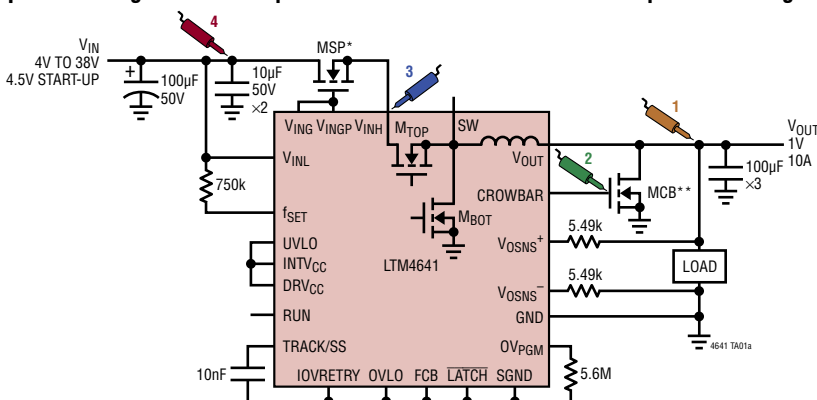 4
VIN
4V TO 38V
4.5V START-UP
+
100µF
50V
10µF
50V
×2
MSP*
3
1
2
VING VINGP VINH
MTOP
SW
VINL
VOUT
VOUT
1V
10A
100µF
×3
750k
CROWBAR
MCB**
fSET
MBOT
5.49k
UVLO
VOSNS+
INTVCC
LTM4641
LOAD
5.49k
DRVCC
VOSNS–
RUN
GND
4641 TA01a
TRACK/SS
OVPGM
10nF
5.6M
IOVRETRY OVLO FCB LATCH SGND